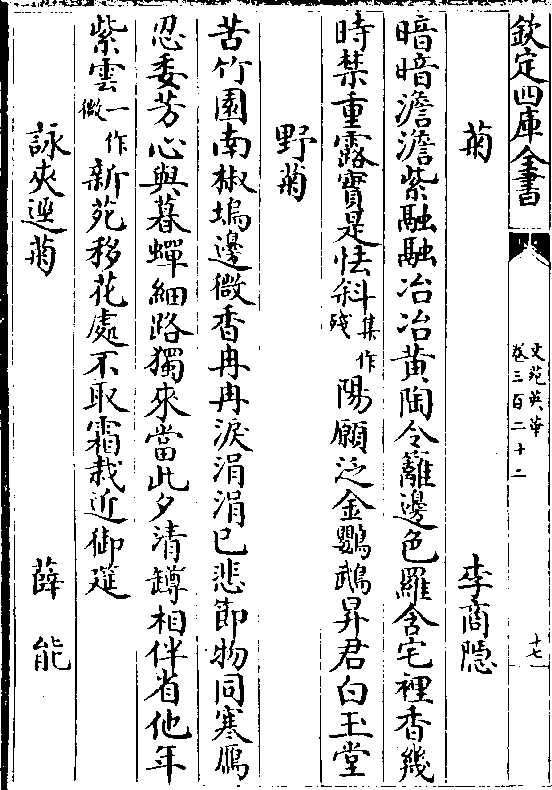 欽定四庫全書
文苑英華
卷三百二十二
十七
菊 李商隱
暗暗澹澹紫融融冶冶黃陶令籬邊色羅含宅裡香幾
時禁重露實是怯斜集作殘陽願泛金鸚鵡昇君白玉堂
野菊
苦竹園南椒塢邊微香冉冉淚涓涓已悲節物同寒鴈
忍委芳心與暮蟬細路獨來當此夕清罇相伴省他年
紫雲一作微新苑移花處不取霜栽近御筵
詠夾逕菊 薛能